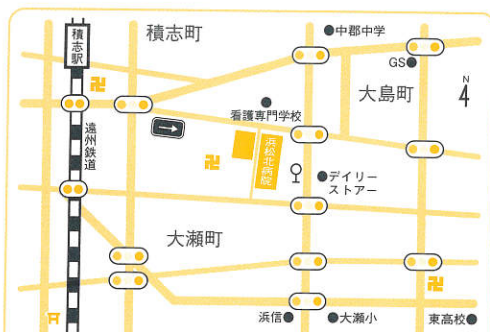 積志駅
積志町
中郡中学
GS
大島町
N
看護専門学校
遠州鉄道
浜松北病院
デイリー
ストアー
大瀬町
浜信
大瀬小
東高校